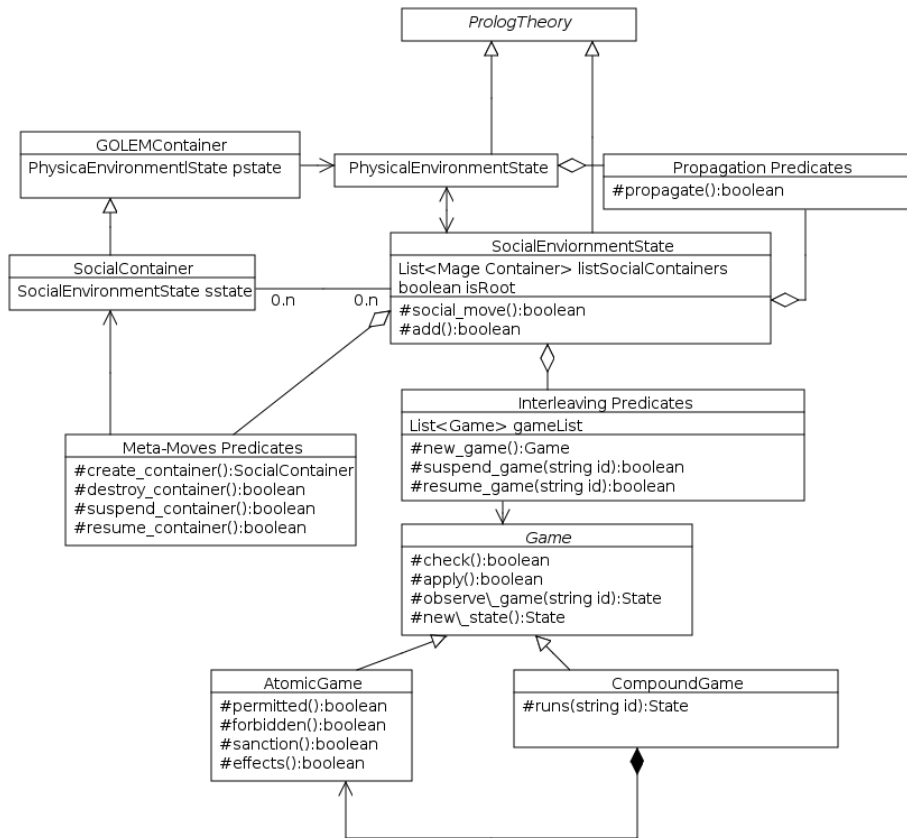 PrologTheory
GOLEMContainer
PhysicaEnvironmentlState pstate
PhysicalEnvironmentState
Propagation Predicates
#propagate():boolean
SocialContainer
SocialEnvironmentState sstate
0.n
0.n
SocialEnviornmentState
List<Mage Container> listSocialContainers
boolean isRoot
#social_move():boolean
#add():boolean
Meta-Moves Predicates
#create_container():SocialContainer
#destroy_container():boolean
#suspend_container():boolean
#resume_container():boolean
Interleaving Predicates
List<Game> gameList
#new_game():Game
#suspend_game(string id):boolean
#resume_game(string id):boolean
Game
#check():boolean
#apply():boolean
#observe\_game(string id):State
#new\_state():State
AtomicGame
#permitted():boolean
#forbidden():boolean
#sanction():boolean
#effects():boolean
CompoundGame
#runs(string id):State